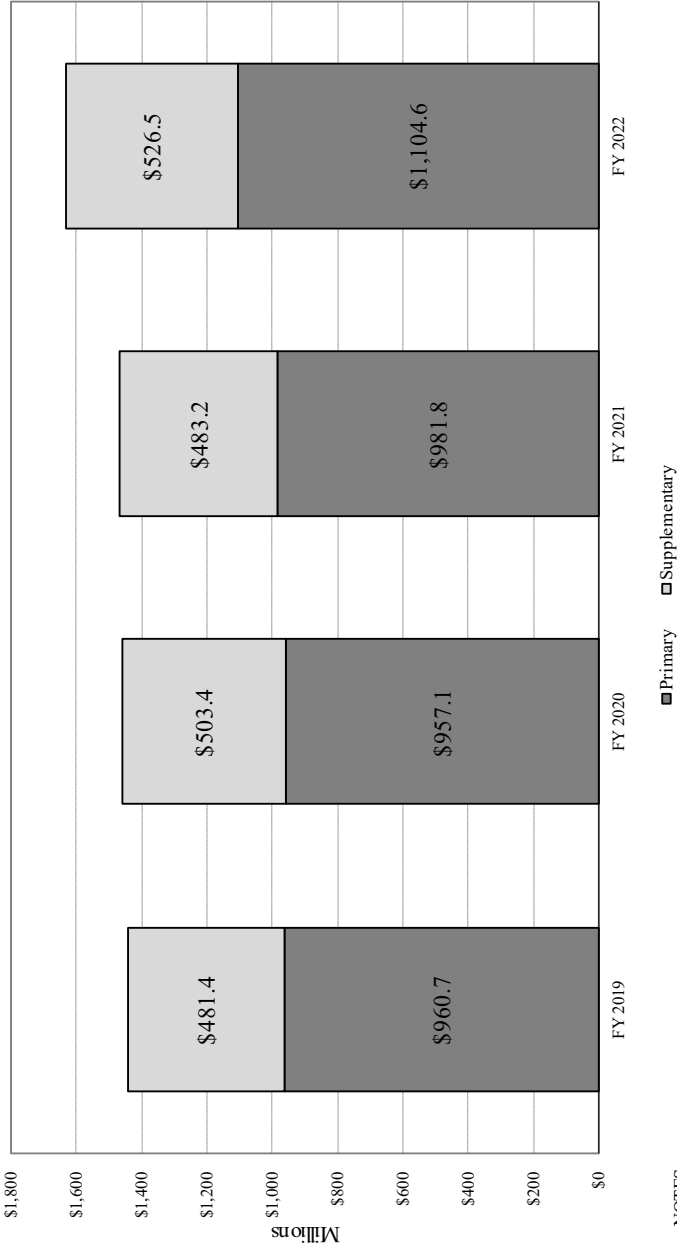 $1,800
$1,600
$1,400
$1,200
$1,000
$800
$600
$400
$200
$0
Millions
$481.4
$960.7
$503.4
$957.1
$483.2
$981.8
$526.5
$1,104.6
FY 2019
FY 2020
FY 2021
FY 2022
Primary
Supplementary
NOTES